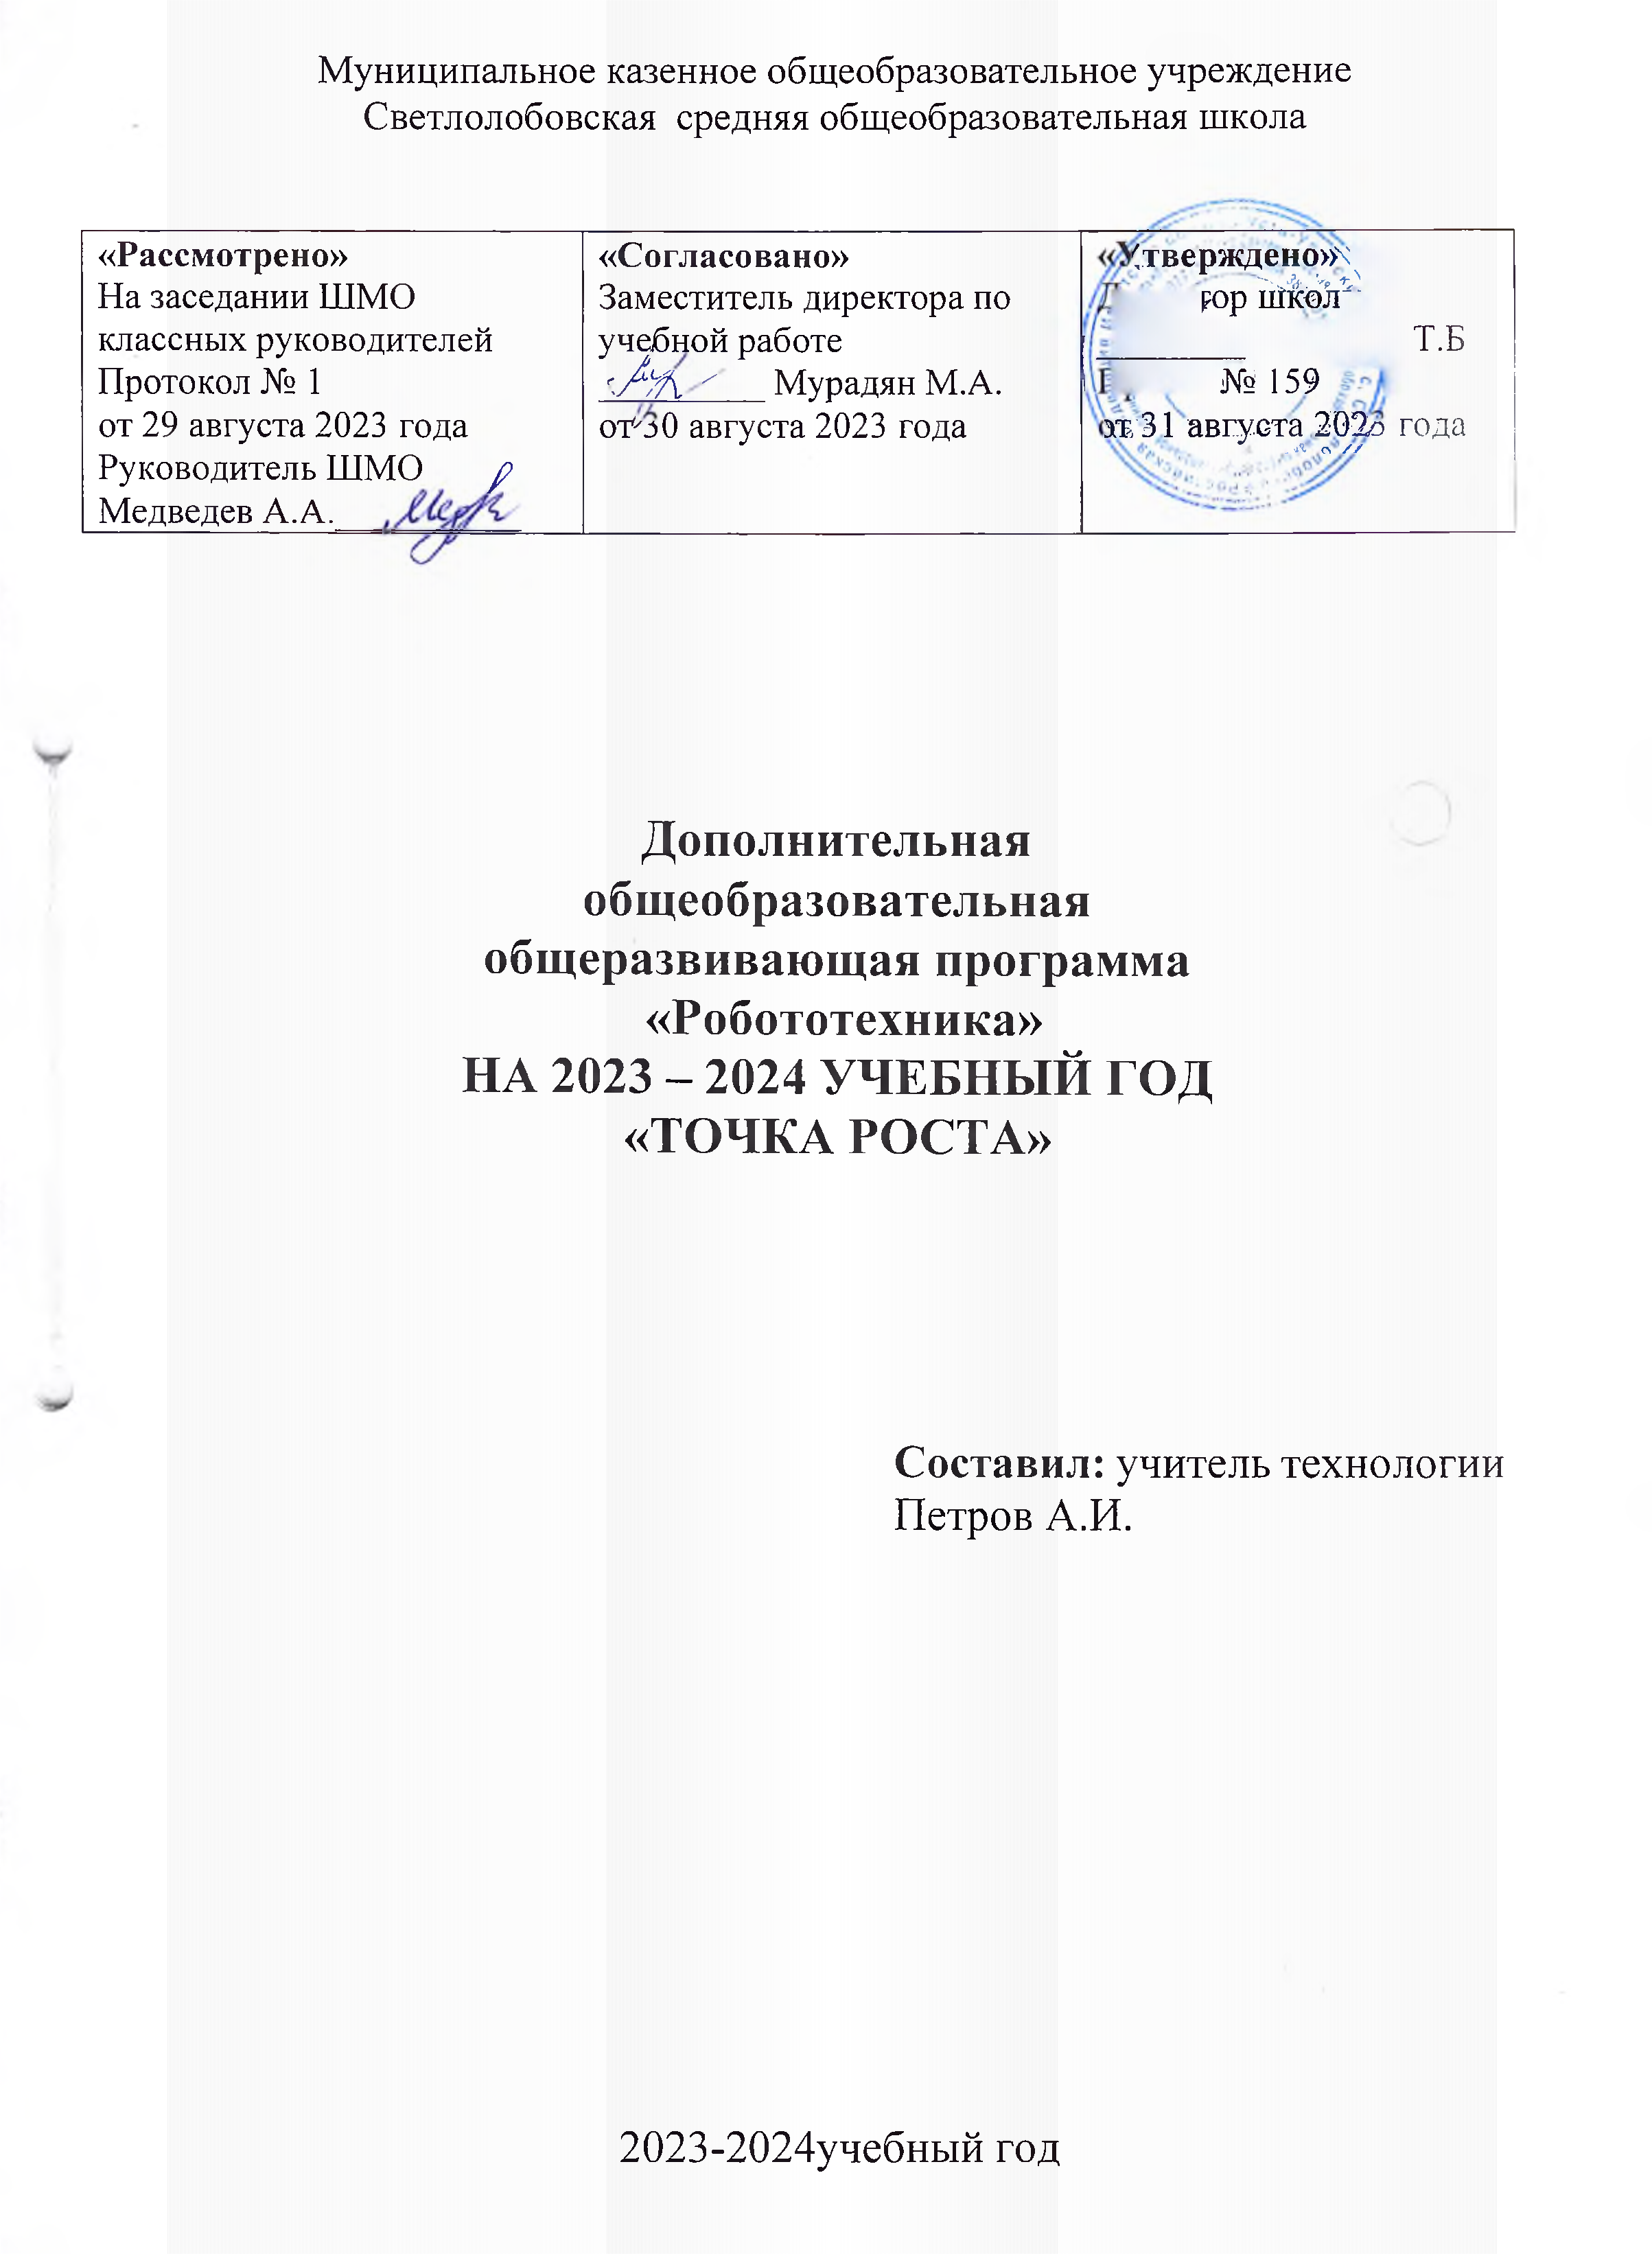 Муниципальное казенное общеобразовательное учреждение
Светлолобовская средняя общеобразовательная школа
«Рассмотрено»
На заседании ШМО
классных руководителей
Протокол № 1
от 29 августа 2023 года
Руководитель ШМО
Медведев А.А.
«Согласовано»
Заместитель директора по
учебной работе
Мурадян М.А.
от 30 августа 2023 года
«Утверждено»
Т.Б
№ 159
от 31 августа 2023 года
Дополнительная
общеобразовательная
общеразвивающая программа
«Робототехника»
НА 2023 – 2024 УЧЕБНЫЙ ГОД
«ТОЧКА РОСТА»
Составил: учитель технологии
Петров А.И.
2023-2024учебный год